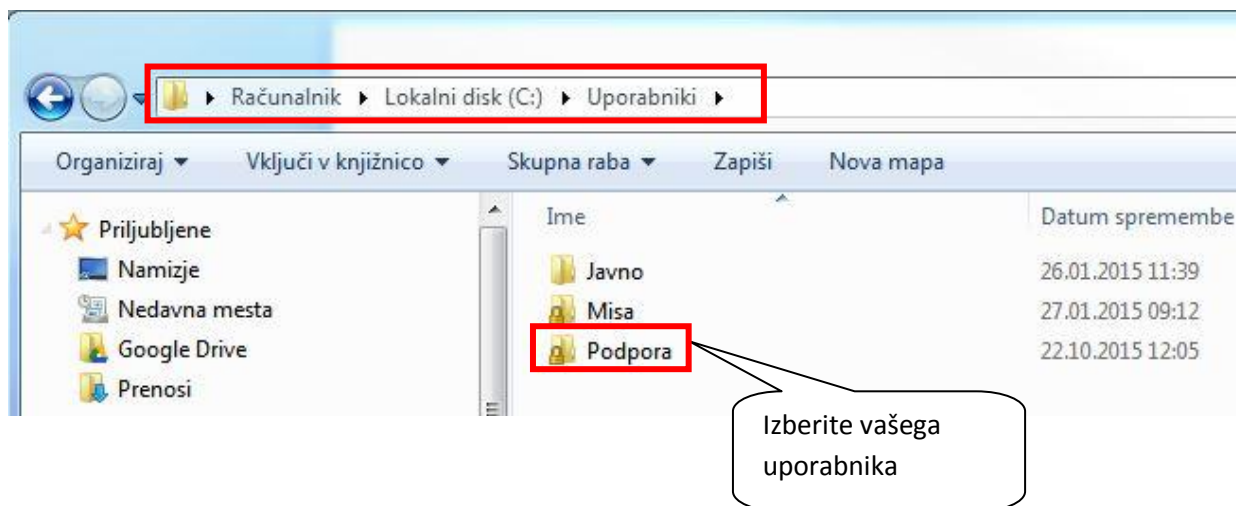 Računalnik Lokalni disk (C:) Uporabniki
Organiziraj Vključi v knjižnico Skupna raba Zapiši Nova mapa
Priljubljene
Namizje
Nedavna mesta
Google Drive
Prenosi
Ime Datum spremembe
Javno 26.01.2015 11:39
Misa 27.01.2015 09:12
Podpora 22.10.2015 12:05
Izberite vašega
uporabnika